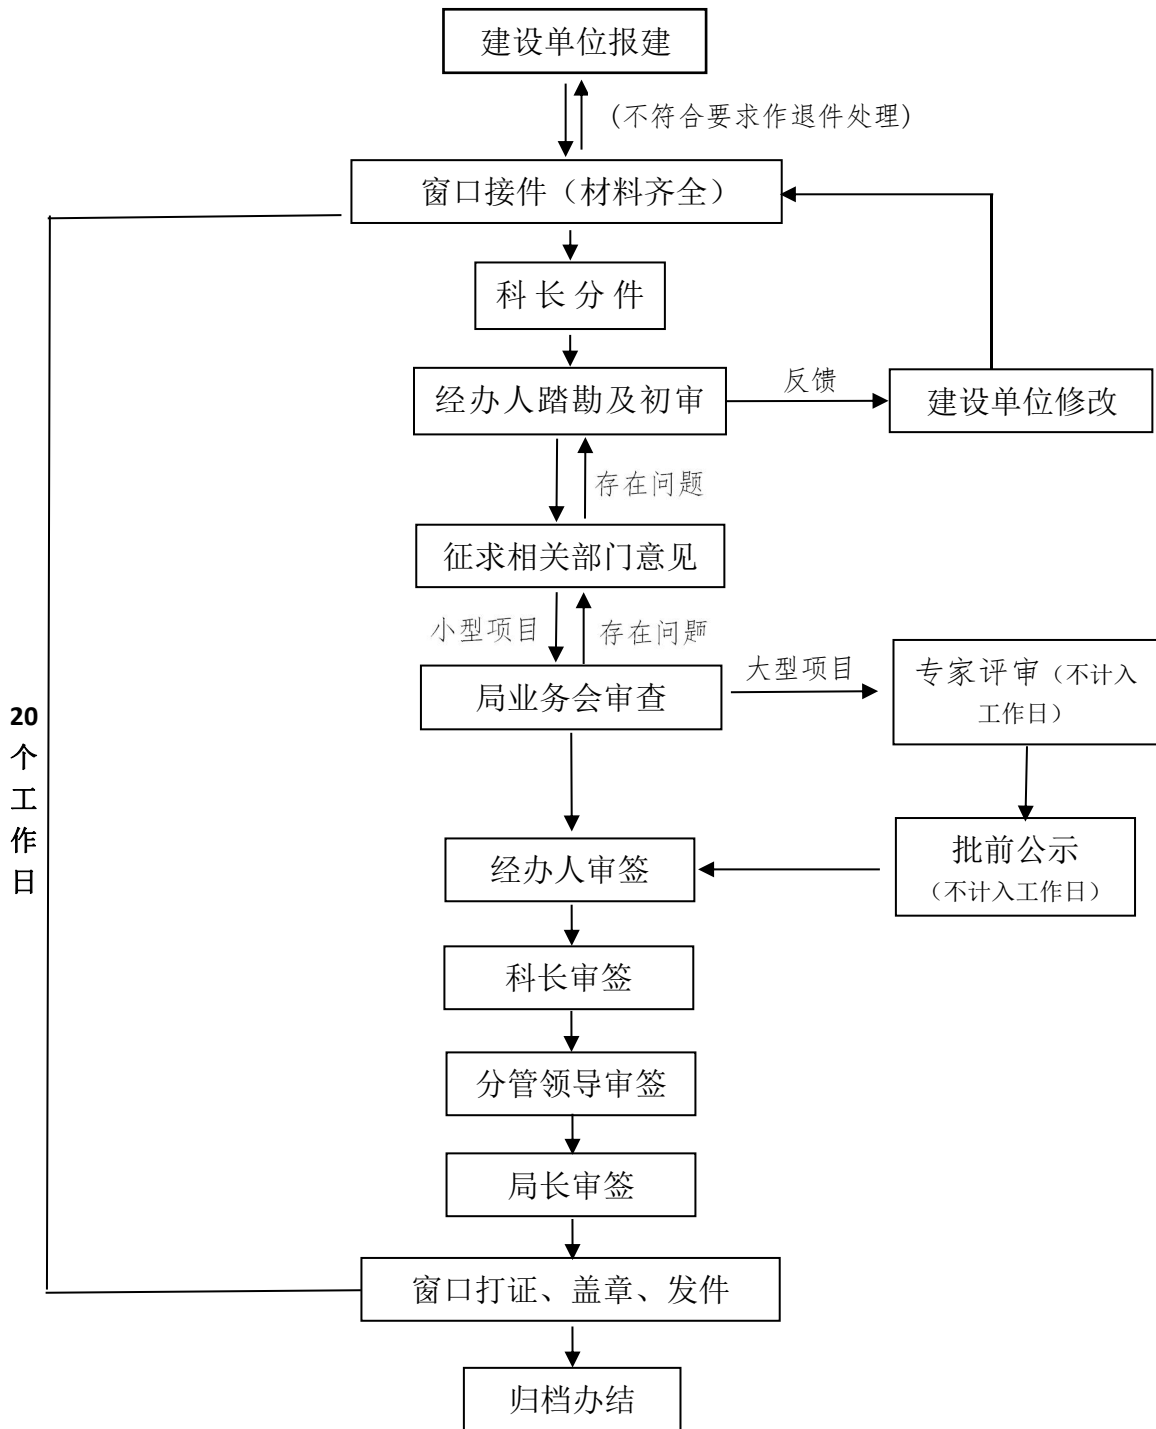 建设单位报建
(不符合要求作退件处理)
窗口接件（材料齐全）
科长分件
经办人踏勘及初审
反馈
建设单位修改
存在问题
征求相关部门意见
小型项目
存在问题
局业务会审查
大型项目
专家评审（不计入
工作日）
20
个
工
作
日
批前公示
（不计入工作日）
经办人审签
科长审签
分管领导审签
局长审签
窗口打证、盖章、发件
归档办结